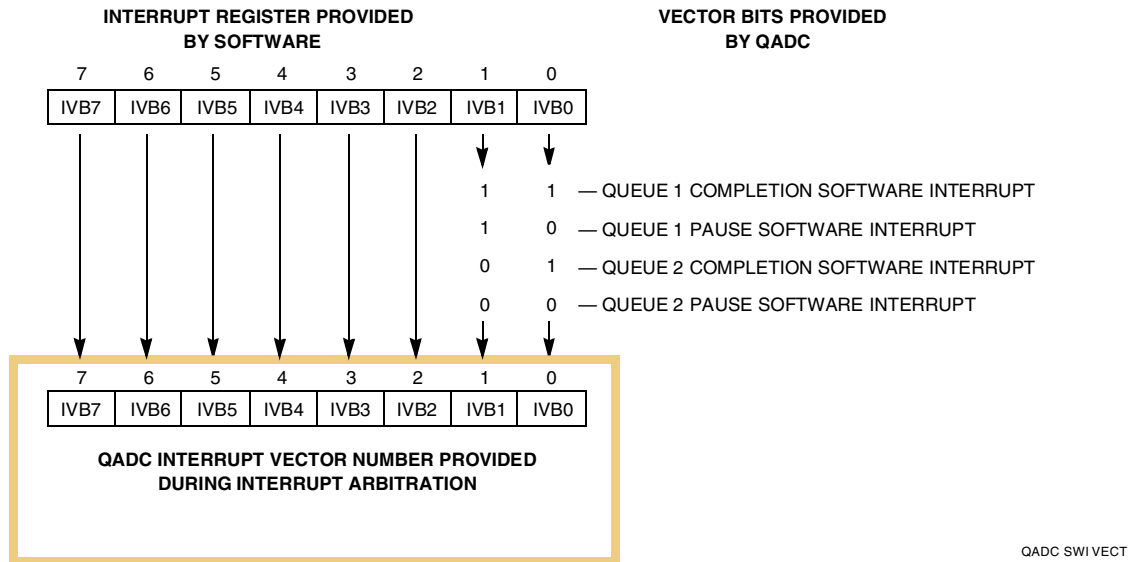 INTERRUPT REGISTER PROVIDED
BY SOFTWARE
VECTOR BITS PROVIDED
BY QADC
7 6 5 4 3 2 1 0
IVB7 IVB6 IVB5 IVB4 IVB3 IVB2 IVB1 IVB0
1 1 — QUEUE 1 COMPLETION SOFTWARE INTERRUPT
1 0 — QUEUE 1 PAUSE SOFTWARE INTERRUPT
0 1 — QUEUE 2 COMPLETION SOFTWARE INTERRUPT
0 0 — QUEUE 2 PAUSE SOFTWARE INTERRUPT
7 6 5 4 3 2 1 0
IVB7 IVB6 IVB5 IVB4 IVB3 IVB2 IVB1 IVB0
QADC INTERRUPT VECTOR NUMBER PROVIDED
DURING INTERRUPT ARBITRATION
QADC SWI VECT